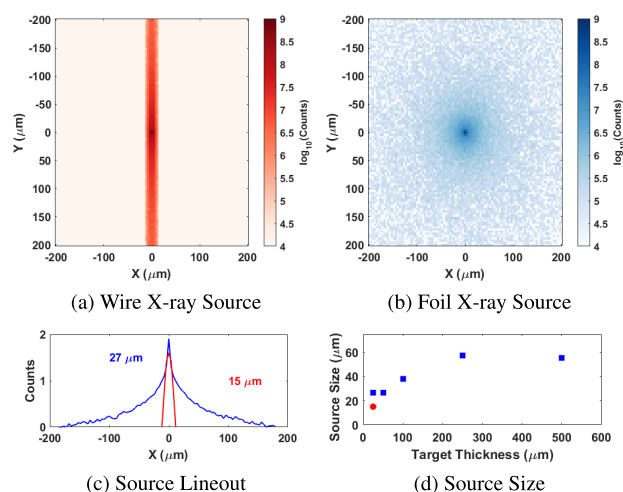 -200
-150
-100
-50
0
50
100
150
200
Y (μm)
-200 -100 0 100 200
X (μm)
9
8.5
8
7.5
7
6.5
6
5.5
5
4.5
4
log10(Counts)
(a) Wire X-ray Source
-200
-150
-100
-50
0
50
100
150
200
Y (μm)
-200 -100 0 100 200
X (μm)
9
8.5
8
7.5
7
6.5
6
5.5
5
4.5
4
log10(Counts)
(b) Foil X-ray Source
2
1
0
Counts
27 μm
15 μm
-200 -100 0 100 200
X (μm)
(c) Source Lineout
60
40
20
0
Source Size (μm)
0 100 200 300 400 500 600
Target Thickness (μm)
(d) Source Size